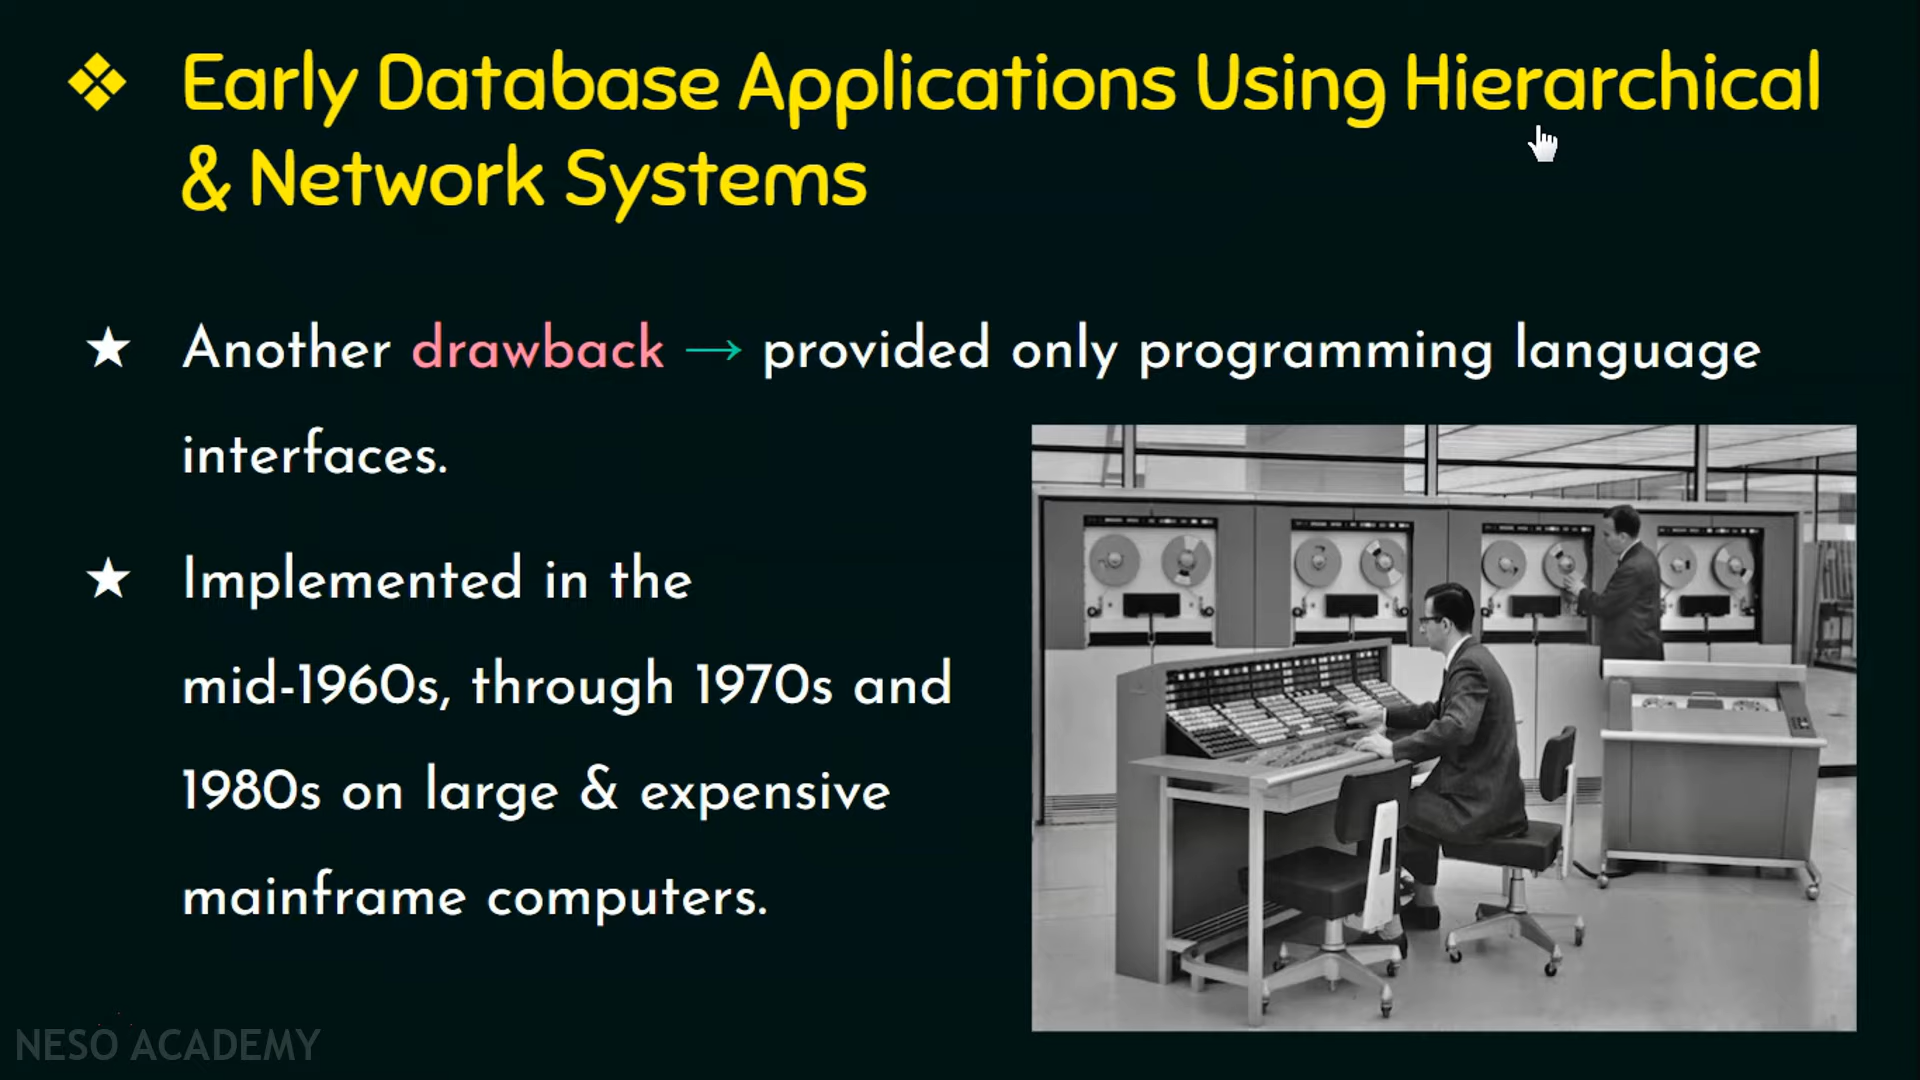 ❖ Early Database Applications Using Hierarchical
& Network Systems
★ Another drawback → provided only programming language
interfaces.
★ Implemented in the
mid-1960s, through 1970s and
1980s on large & expensive
mainframe computers.
NESO ACADEMY